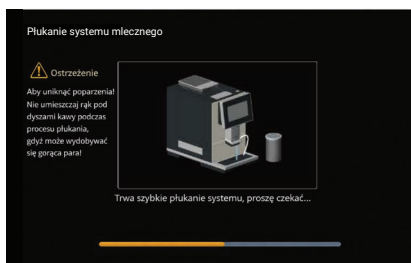 Płukanie systemu mlecznego
Ostrzeżenie
Aby uniknąć poparzenia!
Nie umieszczaj rąk pod
dyszami kawy podczas
procesu płukania,
gdyż może wydobywać
się gorąca para!
Trwa szybkie płukanie systemu, proszę czekać...